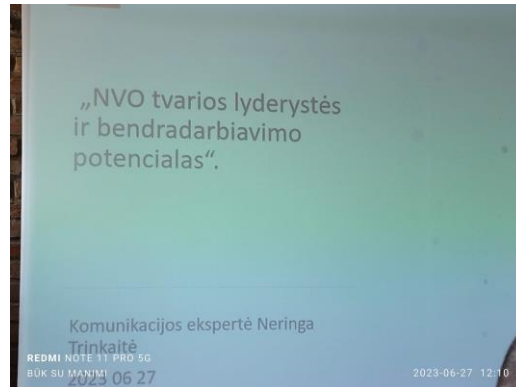 „NVO tvarios lyderystės
ir bendradarbiavimo
potencialas“.
Komunikacijos ekspertė Neringa
Trinkaitė
2023 06 27
REDMI NOTE 11 PRO 5G
BŪK SU MANIMI
2023-06-27 12:10